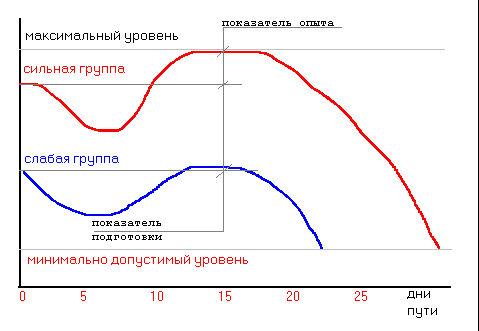 показатель опыта
максимальный уровень
сильная группа
слабая группа
показатель
подготовки
минимально допустимый уровень
0 5 10 15 20 25 дни
пути